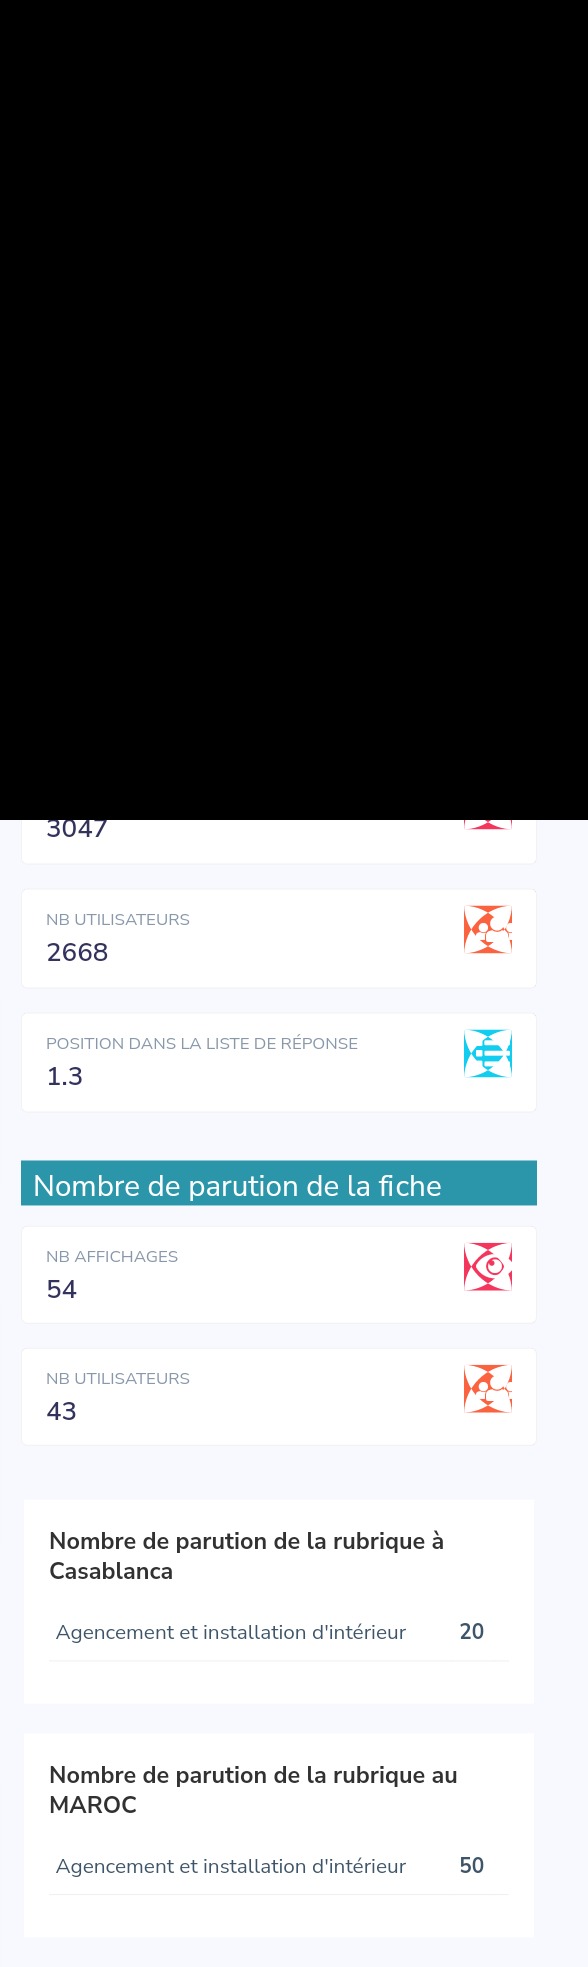 3047
NB UTILISATEURS
2668
POSITION DANS LA LISTE DE RÉPONSE
1.3
Nombre de parution de la fiche
NB AFFICHAGES
54
NB UTILISATEURS
43
Nombre de parution de la rubrique à
Casablanca
Agencement et installation d'intérieur 20
Nombre de parution de la rubrique au
MAROC
Agencement et installation d'intérieur 50